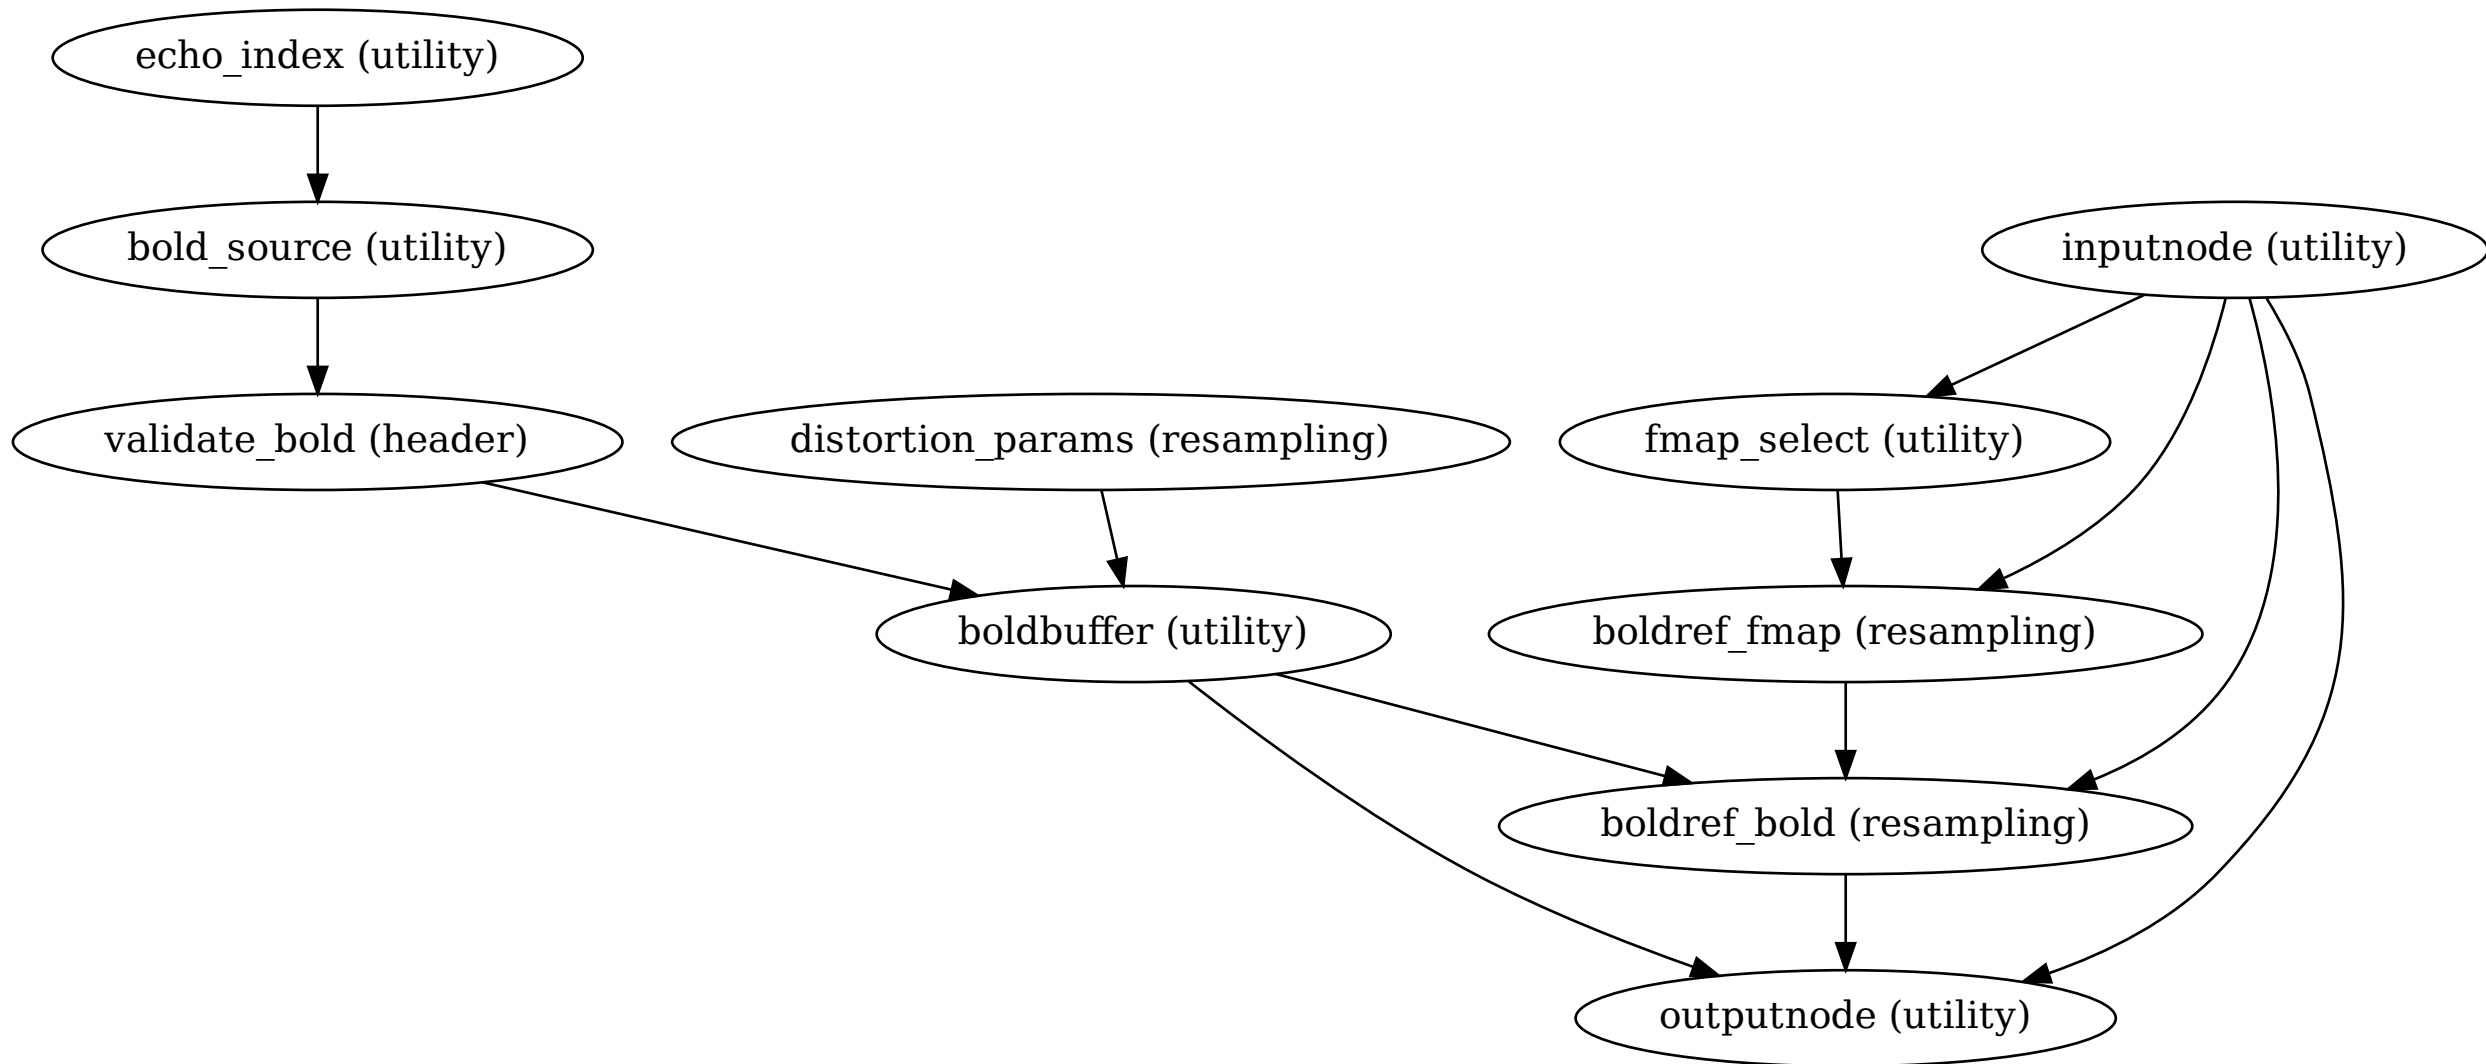 echo_index (utility)
bold_source (utility)
inputnode (utility)
validate_bold (header)
distortion_params (resampling)
fmap_select (utility)
boldbuffer (utility)
boldref_fmap (resampling)
boldref_bold (resampling)
outputnode (utility)